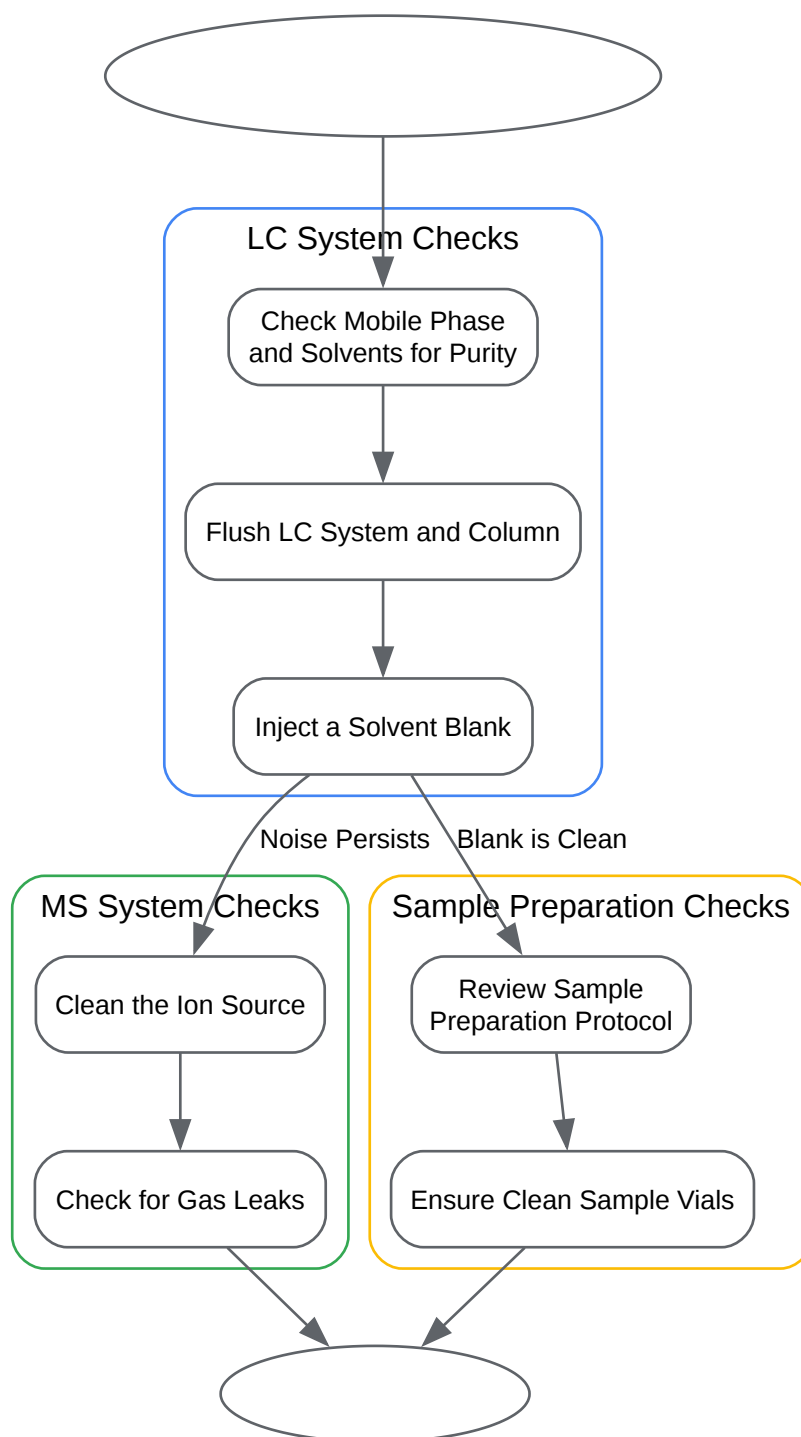 LC System Checks
Check Mobile Phase
and Solvents for Purity
Flush LC System and Column
Inject a Solvent Blank
Noise Persists
Blank is Clean
MS System Checks
Clean the Ion Source
Check for Gas Leaks
Sample Preparation Checks
Review Sample
Preparation Protocol
Ensure Clean Sample Vials